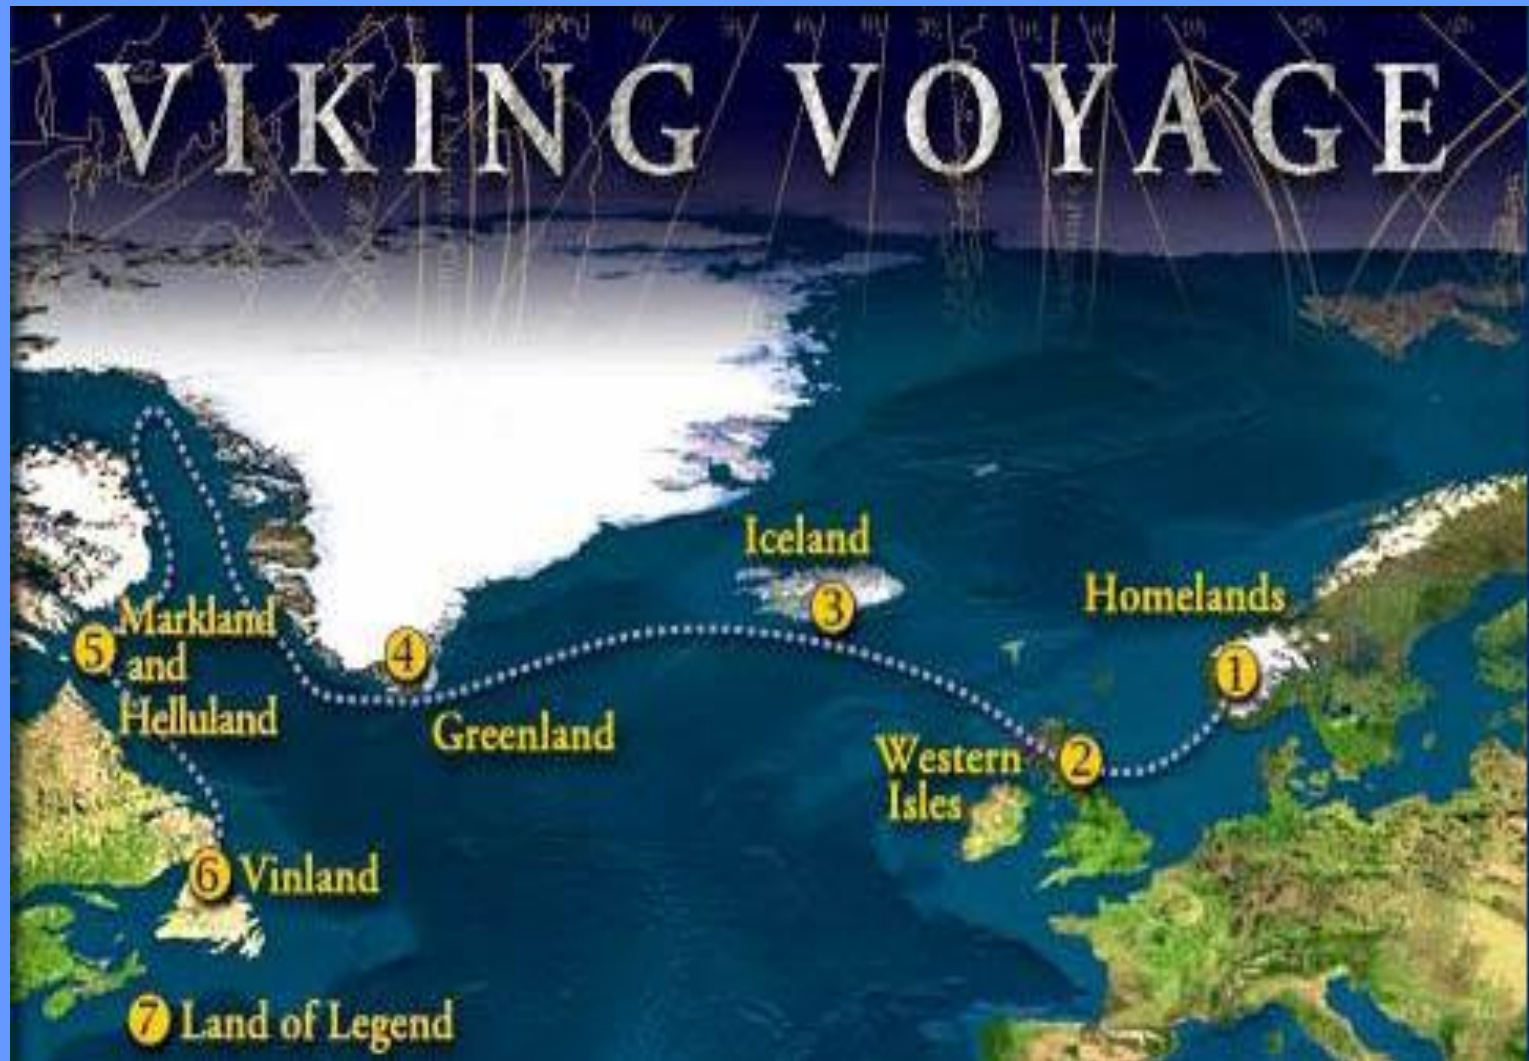 VIKING VOYAGE
Iceland
3
Homelands
1
Markland
5
and
Helluland
4
Greenland
Western
2
Isles
6 Vinland
7 Land of Legend